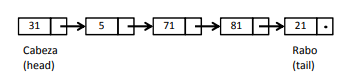 31 5 71 81 21
Cabeza Rabo
(head) (tail)